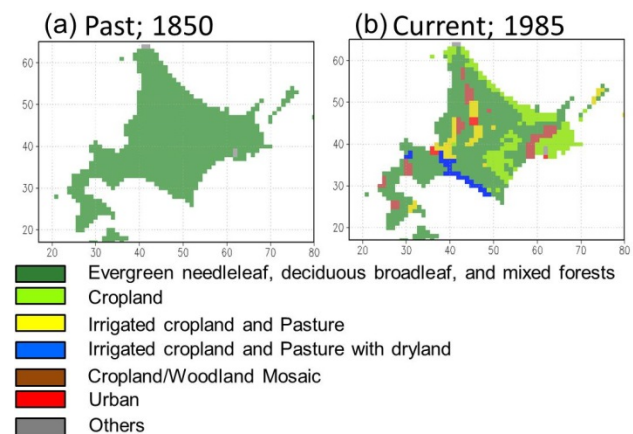 (a) Past; 1850
(b) Current; 1985
60
50
40
30
20
20 30 40 50 60 70 80
60
50
40
30
20
20 30 40 50 60 70 80
Evergreen needleleaf, deciduous broadleaf, and mixed forests
Cropland
Irrigated cropland and Pasture
Irrigated cropland and Pasture with dryland
Cropland/Woodland Mosaic
Urban
Others